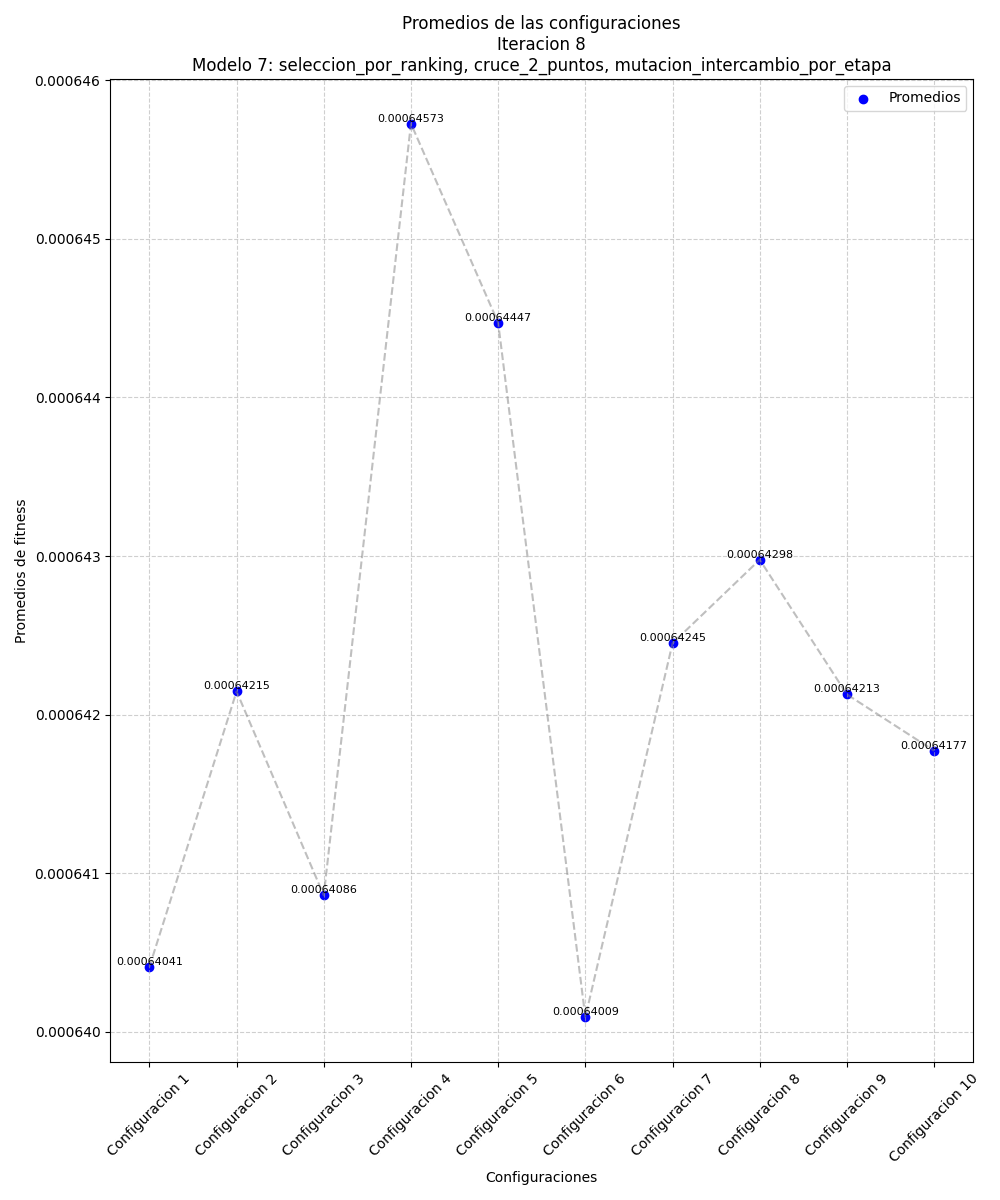 Promedios de las configuraciones
Iteracion 8
Modelo 7: seleccion_por_ranking, cruce_2_puntos, mutacion_intercambio_por_etapa
Promedios
0.000646
0.000645
0.000644
0.000643
0.000642
0.000641
0.000640
Promedios de fitness
0.00064041
0.00064215
0.00064086
0.00064573
0.00064447
0.00064009
0.00064245
0.00064298
0.00064213
0.00064177
Configuracion 1
Configuracion 2
Configuracion 3
Configuracion 4
Configuracion 5
Configuracion 6
Configuracion 7
Configuracion 8
Configuracion 9
Configuracion 10
Configuraciones